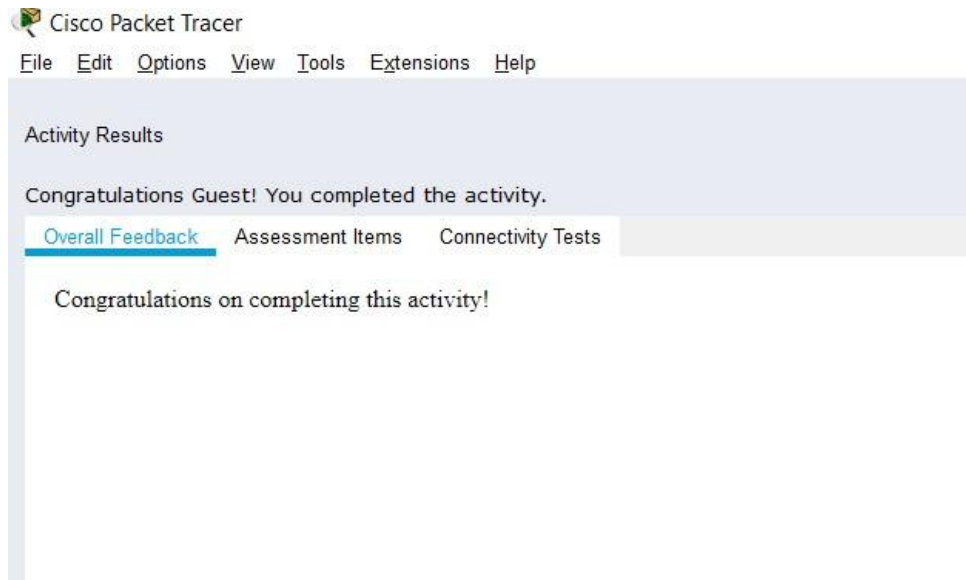 Cisco Packet Tracer
File Edit Options View Tools Extensions Help
Activity Results
Congratulations Guest! You completed the activity.
Overall Feedback Assessment Items Connectivity Tests
Congratulations on completing this activity!